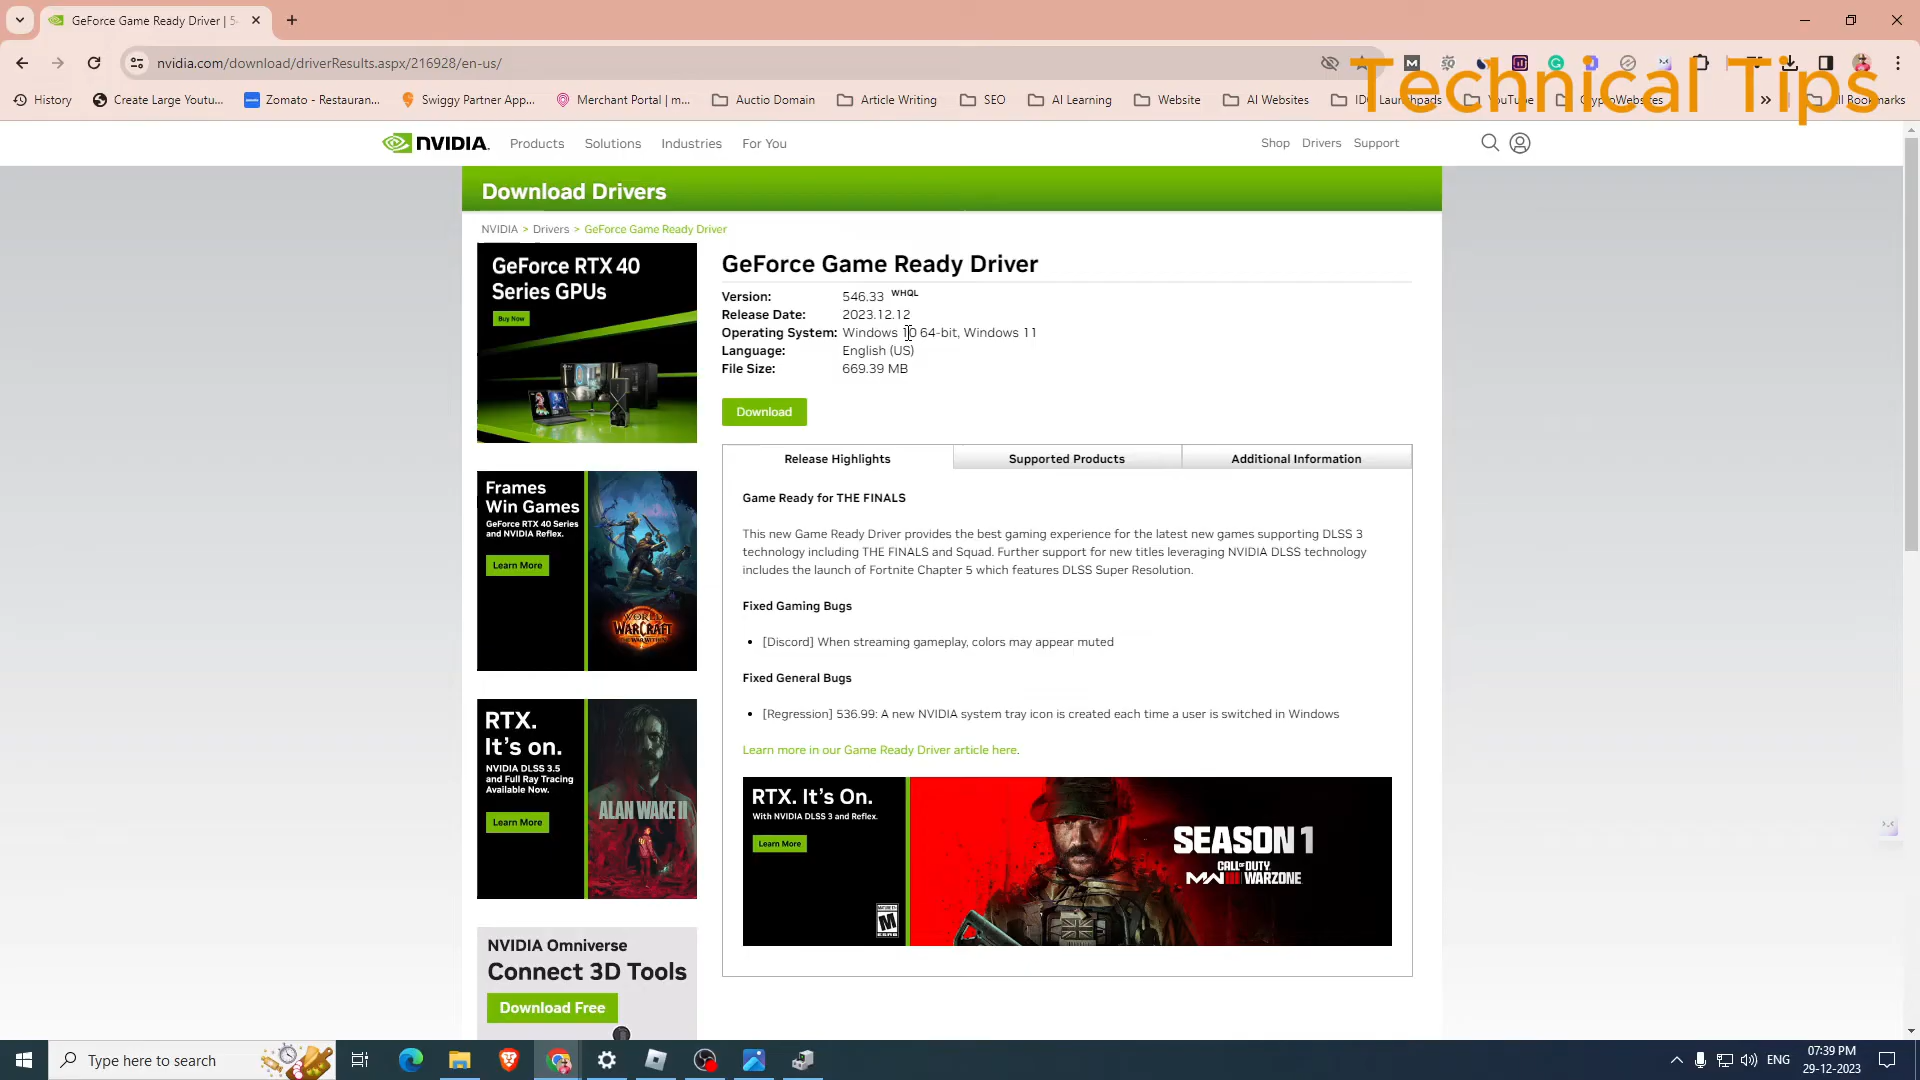 GeForce Game Ready Driver | 5
nvidia.com/download/driverResults.aspx/216928/en-us/
History
Create Large Youtu...
Zomato - Restauran...
Swiggy Partner App...
Merchant Portal | m...
Auctio Domain
Article Writing
SEO
AI Learning
Website
AI Websites
IDO Launchpads
YouTube
CryptoWebsites
All Bookmarks
Technical Tips
NVIDIA.
Products
Solutions
Industries
For You
Shop
Drivers
Support
Download Drivers
NVIDIA > Drivers > GeForce Game Ready Driver
GeForce RTX 40
Series GPUs
Buy Now
GeForce Game Ready Driver
Version: 546.33 WHQL
Release Date: 2023.12.12
Operating System: Windows 10 64-bit, Windows 11
Language: English (US)
File Size: 669.39 MB
Download
Release Highlights
Supported Products
Additional Information
Game Ready for THE FINALS
This new Game Ready Driver provides the best gaming experience for the latest new games supporting DLSS 3
technology including THE FINALS and Squad. Further support for new titles leveraging NVIDIA DLSS technology
includes the launch of Fortnite Chapter 5 which features DLSS Super Resolution.
Fixed Gaming Bugs
• [Discord] When streaming gameplay, colors may appear muted
Fixed General Bugs
• [Regression] 536.99: A new NVIDIA system tray icon is created each time a user is switched in Windows
Learn more in our Game Ready Driver article here.
RTX. It's On.
With NVIDIA DLSS 3 and Reflex.
Learn More
MATURE 17+
M
SEASON 1
CALL OF DUTY
MWIII WARZONE
Frames
Win Games
GeForce RTX 40 Series
and NVIDIA Reflex.
Learn More
WORLD
WARCRAFT
THE WAR WITHIN
RTX.
It's on.
NVIDIA DLSS 3.5
and Full Ray Tracing
Available Now.
Learn More
ALAN WAKE II
NVIDIA Omniverse
Connect 3D Tools
Download Free
Type here to search
ENG
07:39 PM
29-12-2023